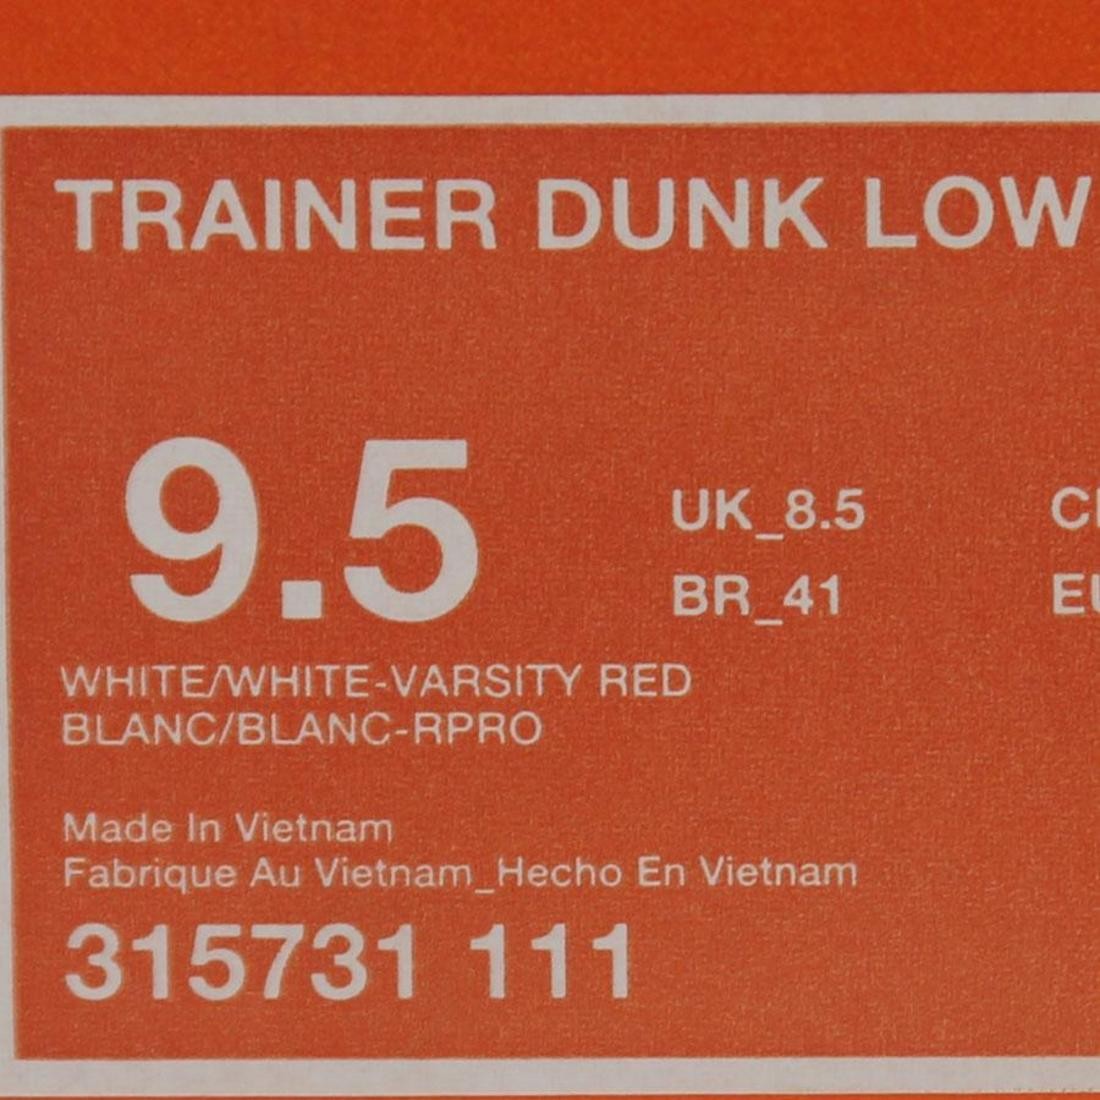 TRAINER DUNK LOW
9.5
UK_8.5
BR_41
WHITE/WHITE-VARSITY RED
BLANC/BLANC-RPRO
Made In Vietnam
Fabrique Au Vietnam_Hecho En Vietnam
315731 111